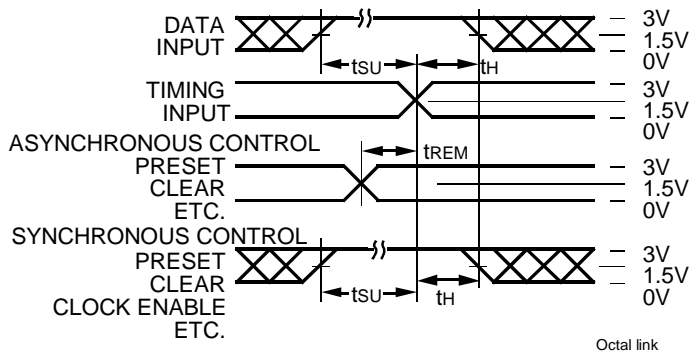 DATA
INPUT
tSU
tH
3V
1.5V
0V
TIMING
INPUT
3V
1.5V
0V
ASYNCHRONOUS CONTROL
PRESET
CLEAR
ETC.
tREM
3V
1.5V
0V
SYNCHRONOUS CONTROL
PRESET
CLEAR
CLOCK ENABLE
ETC.
tSU
tH
3V
1.5V
0V
Octal link